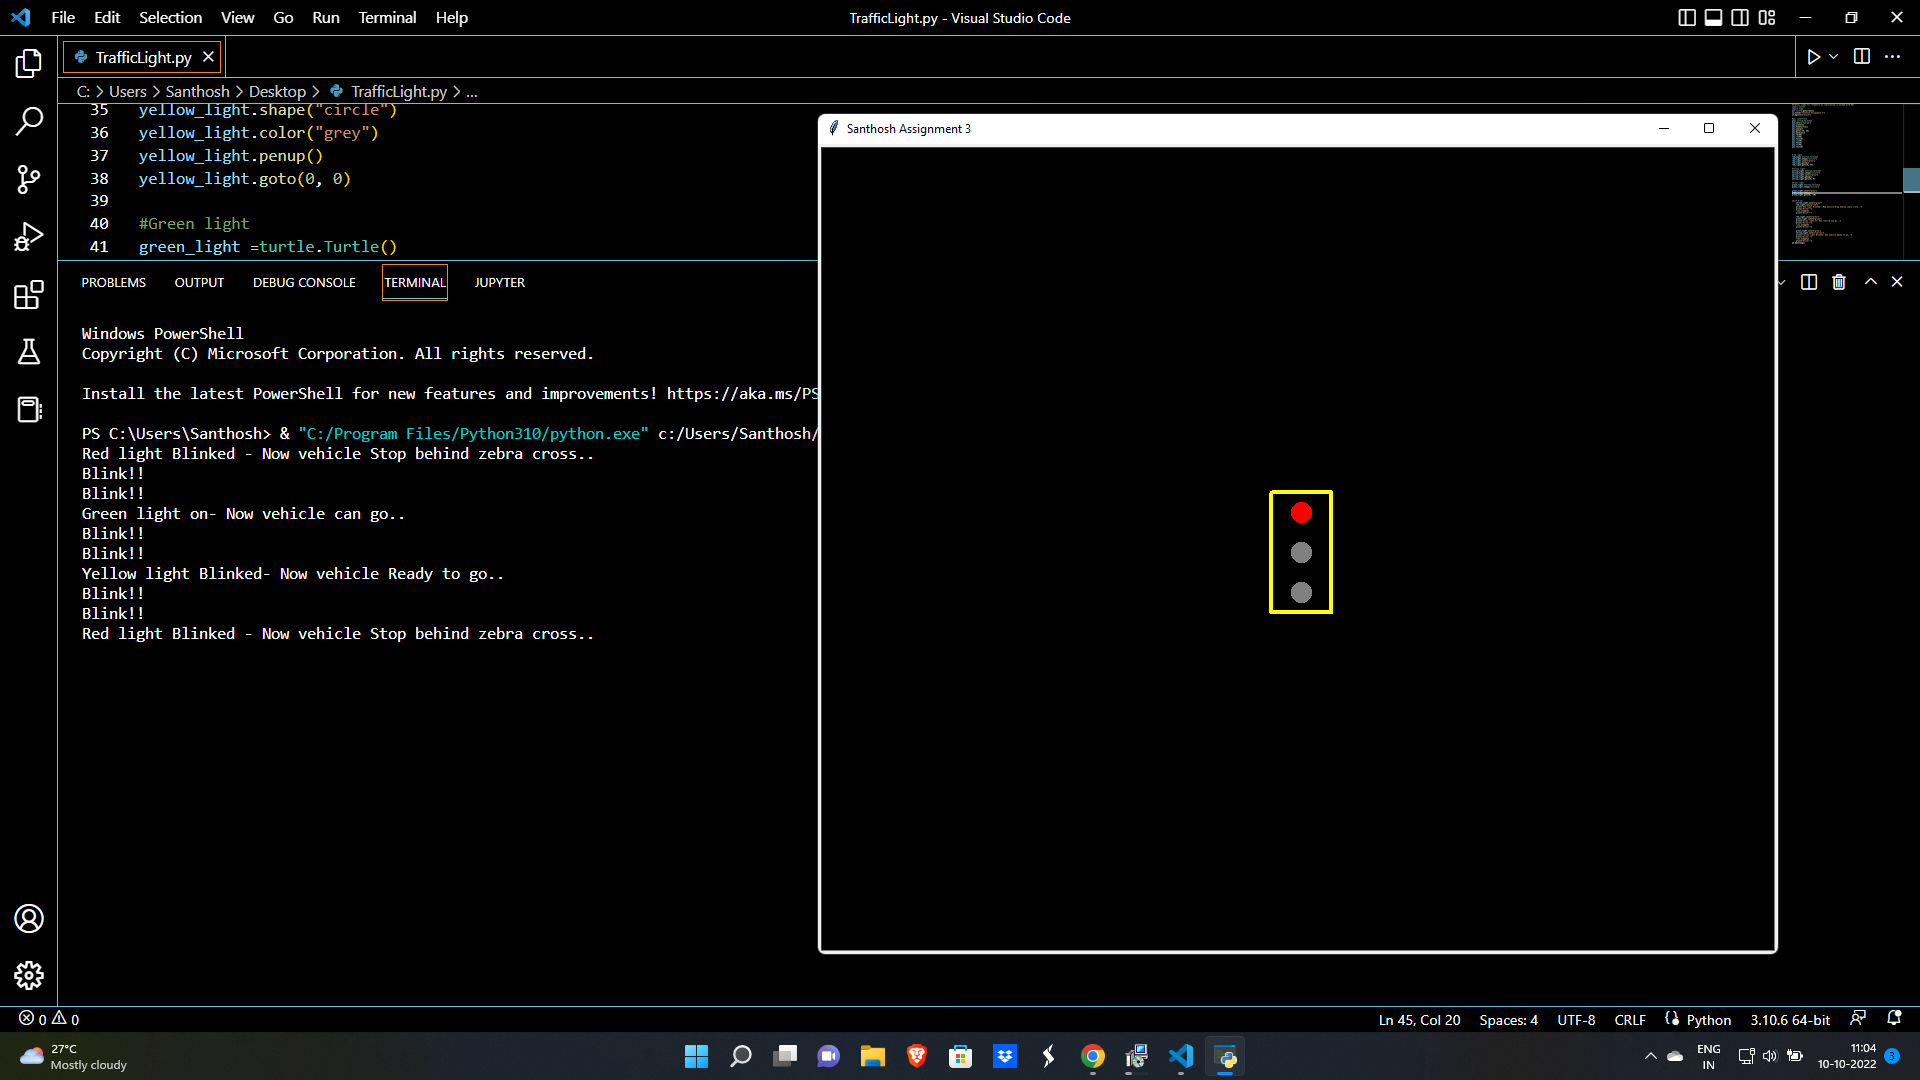 File Edit Selection View Go Run Terminal Help
TrafficLight.py - Visual Studio Code
TrafficLight.py
C: > Users > Santhosh > Desktop > TrafficLight.py > ...
35 yellow_light.shape("circle")
36 yellow_light.color("grey")
37 yellow_light.penup()
38 yellow_light.goto(0, 0)
39
40 #Green light
41 green_light =turtle.Turtle()
Santhosh Assignment 3
PROBLEMS OUTPUT DEBUG CONSOLE TERMINAL JUPYTER
Windows PowerShell
Copyright (C) Microsoft Corporation. All rights reserved.
Install the latest PowerShell for new features and improvements! https://aka.ms/PS
PS C:\Users\Santhosh> & "C:/Program Files/Python310/python.exe" c:/Users/Santhosh/
Red light Blinked - Now vehicle Stop behind zebra cross..
Blink!!
Blink!!
Green light on- Now vehicle can go..
Blink!!
Blink!!
Yellow light Blinked- Now vehicle Ready to go..
Blink!!
Blink!!
Red light Blinked - Now vehicle Stop behind zebra cross..
0 0
Ln 45, Col 20 Spaces: 4 UTF-8 CRLF Python 3.10.6 64-bit
27°C
Mostly cloudy
ENG
IN
11:04
10-10-2022
3